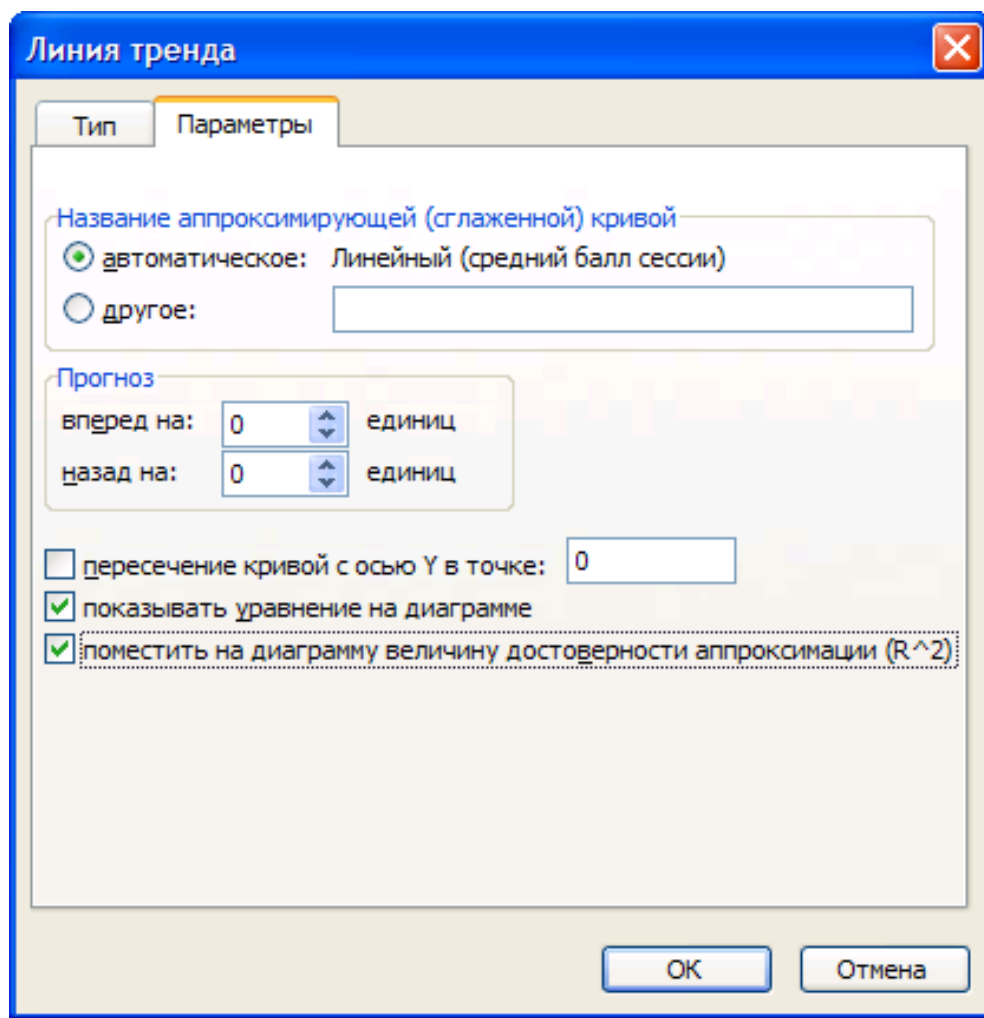 Линия тренда
Тип Параметры
Название аппроксимирующей (сглаженной) кривой
автоматическое: Линейный (средний балл сессии)
другое:
Прогноз
вперед на: 0 единиц
назад на: 0 единиц
пересечение кривой с осью Y в точке: 0
показывать уравнение на диаграмме
поместить на диаграмму величину достоверности аппроксимации (R^2)
ОК Отмена